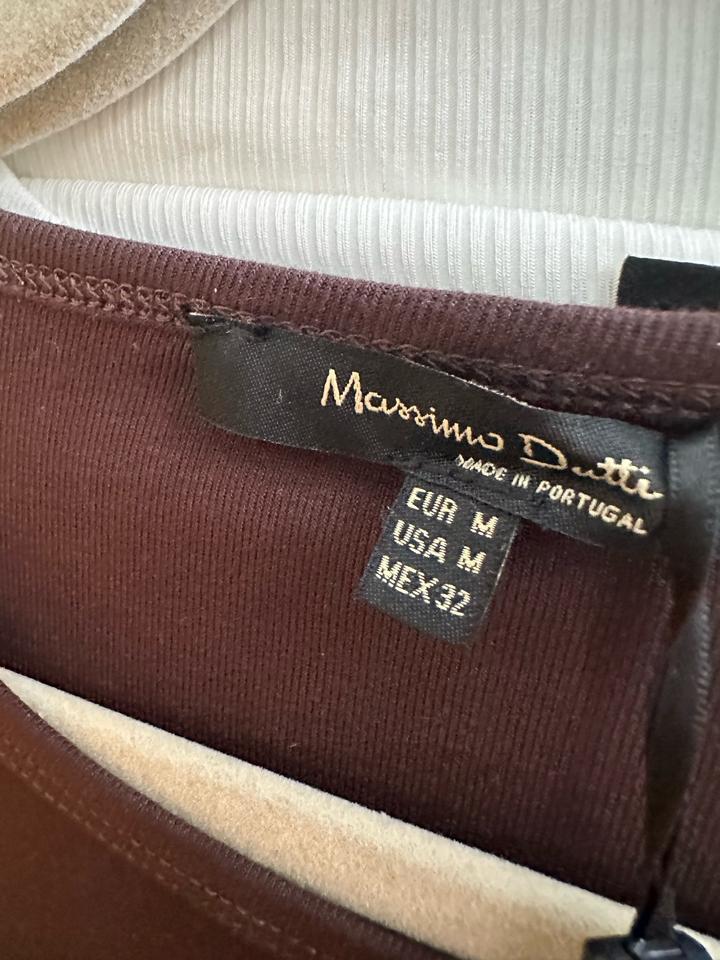 Massimo Dutti
MADE IN PORTUGAL
EUR M
USA M
MEX 32